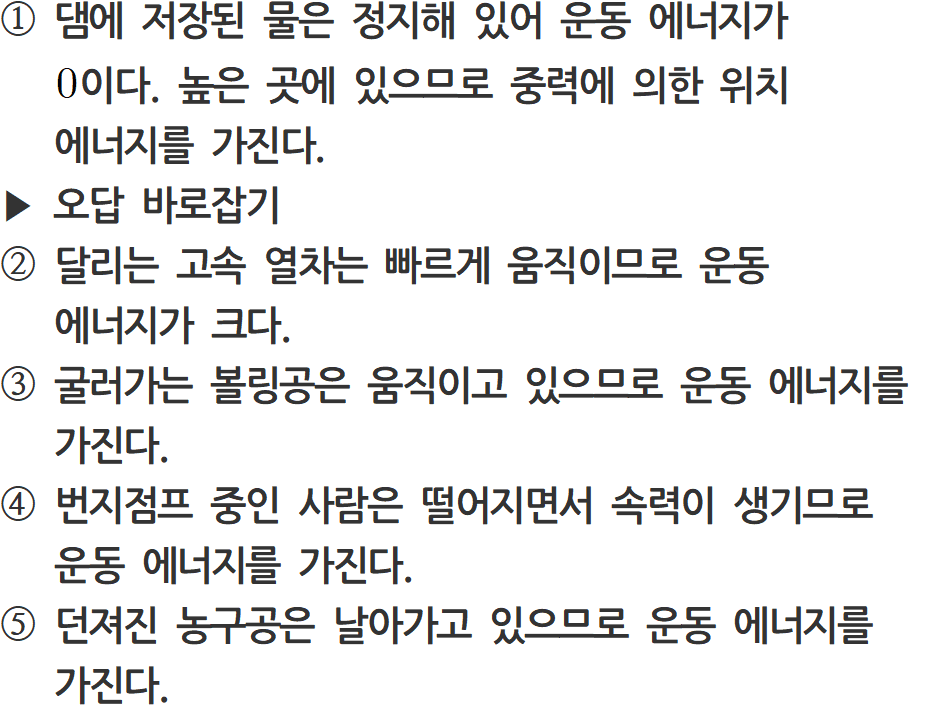 ① 댐에 저장된 물은 정지해 있어 운동 에너지가
0이다. 높은 곳에 있으므로 중력에 의한 위치
에너지를 가진다.
▶ 오답 바로잡기
② 달리는 고속 열차는 빠르게 움직이므로 운동
에너지가 크다.
③ 굴러가는 볼링공은 움직이고 있으므로 운동 에너지를
가진다.
④ 번지점프 중인 사람은 떨어지면서 속력이 생기므로
운동 에너지를 가진다.
⑤ 던져진 농구공은 날아가고 있으므로 운동 에너지를
가진다.